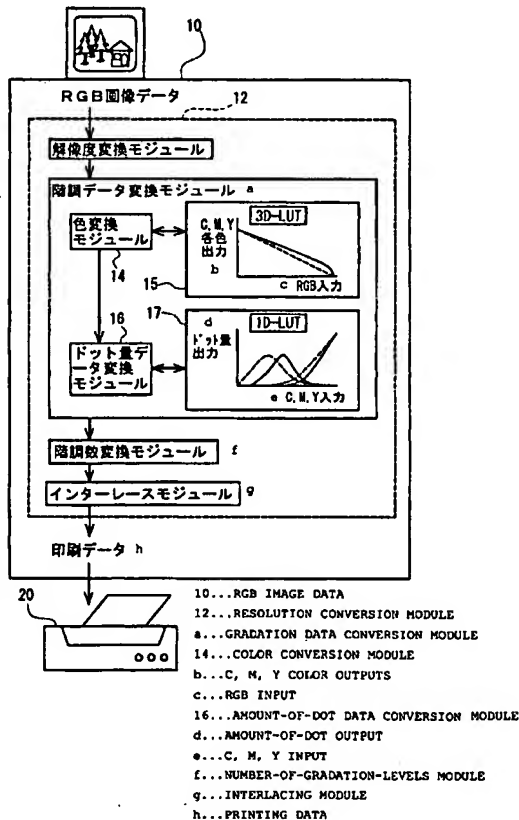 10
RGB画像データ
12
解像度変換モジュール
階調データ変換モジュール a
色変換
モジュール
14
C, M, Y
各色
出力
b
3D-LUT
c RGB入力
15
16
ドット量デ
ータ変換
モジュール
17
d
ドット量
出力
1D-LUT
e C, M, Y入力
階調数変換モジュール f
インターレースモジュール g
印刷データ h
20
10...RGB IMAGE DATA
12...RESOLUTION CONVERSION MODULE
a...GRADATION DATA CONVERSION MODULE
14...COLOR CONVERSION MODULE
b...C, M, Y COLOR OUTPUTS
c...RGB INPUT
16...AMOUNT-OF-DOT DATA CONVERSION MODULE
d...AMOUNT-OF-DOT OUTPUT
e...C, M, Y INPUT
f...NUMBER-OF-GRADATION-LEVELS MODULE
g...INTERLACING MODULE
h...PRINTING DATA